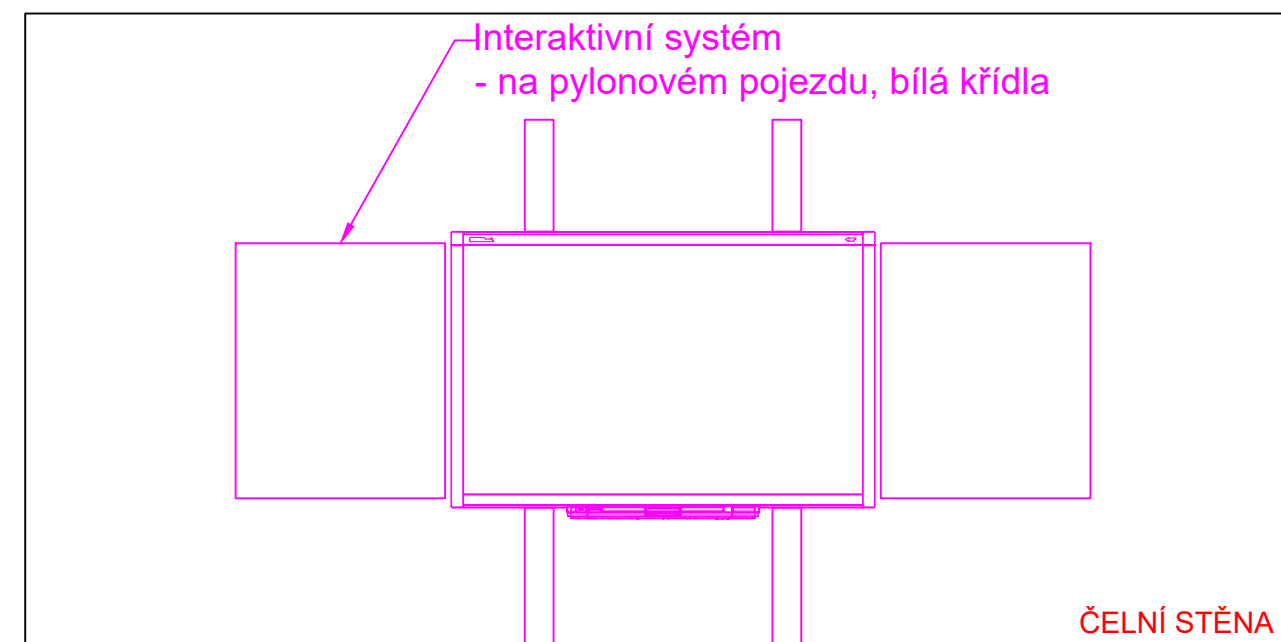 Interaktivní systém
- na pylonovém pojezdu, bílá křídla
ČELNÍ STĚNA